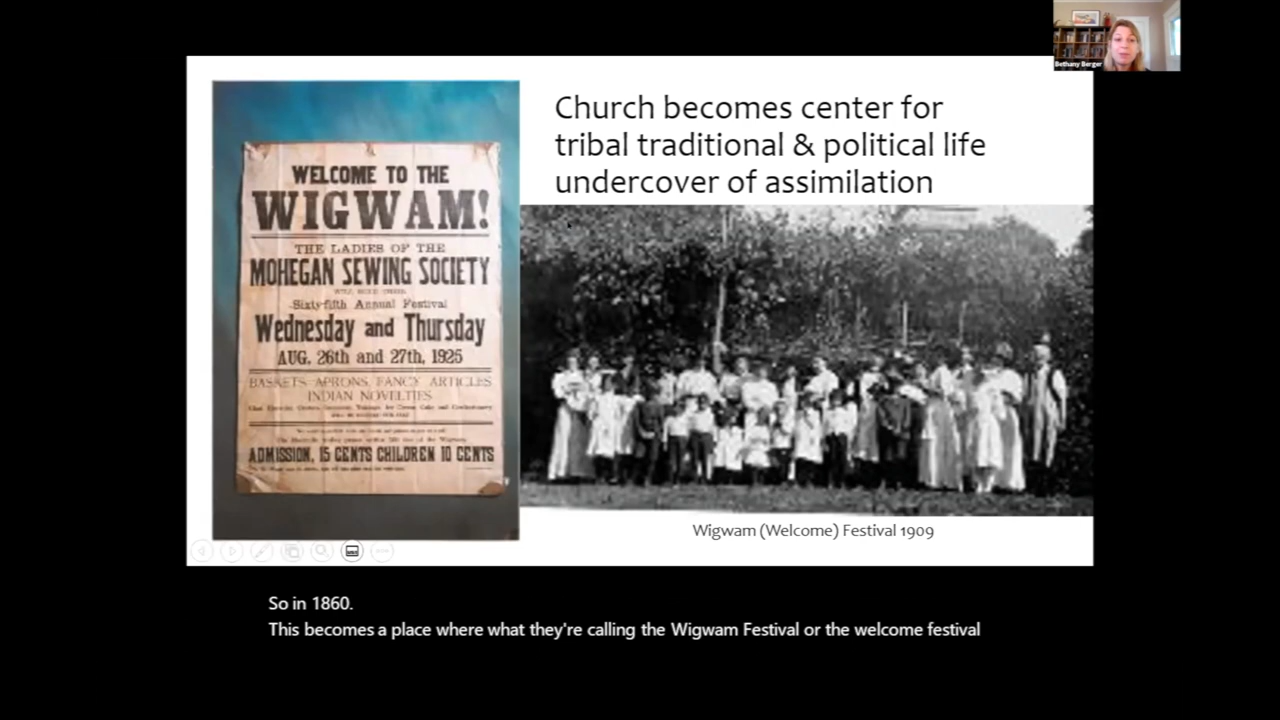 Bethany Berger
WELCOME TO THE
WIGWAM!
THE LADIES OF THE
MOHEGAN SEWING SOCIETY
WILL HOLD THEIR
Sixty-fifth Annual Festival
Wednesday and Thursday
AUG. 26th and 27th, 1925
BASKETS APRONS, FANCY ARTICLES
INDIAN NOVELTIES
ADMISSION, 15 CENTS CHILDREN 10 CENTS
Church becomes center for
tribal traditional & political life
undercover of assimilation
Wigwam (Welcome) Festival 1909
So in 1860.
This becomes a place where what they're calling the Wigwam Festival or the welcome festival